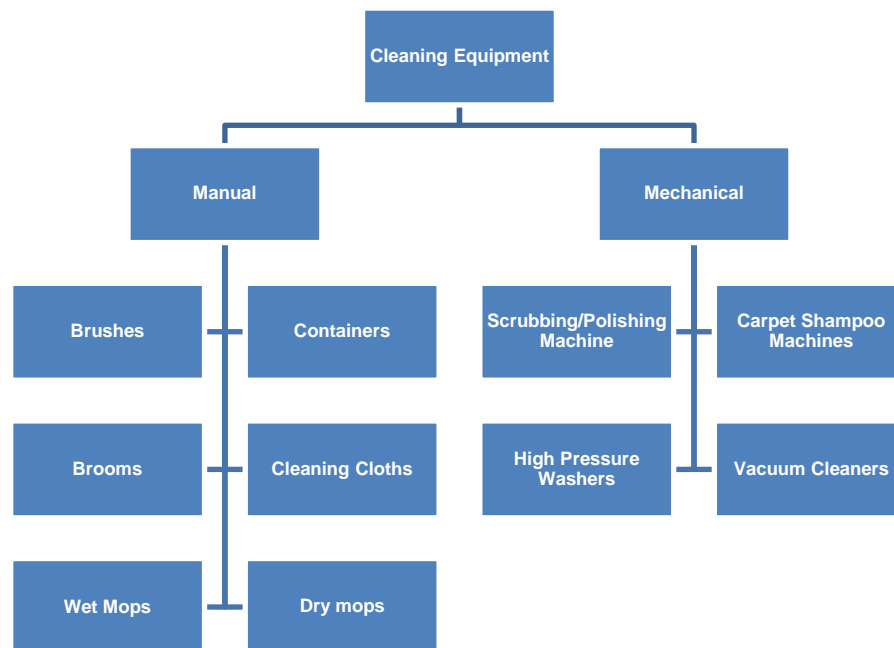 Cleaning Equipment
Manual
Mechanical
Brushes
Containers
Scrubbing/Polishing
Machine
Carpet Shampoo
Machines
Brooms
Cleaning Cloths
High Pressure
Washers
Vacuum Cleaners
Wet Mops
Dry mops